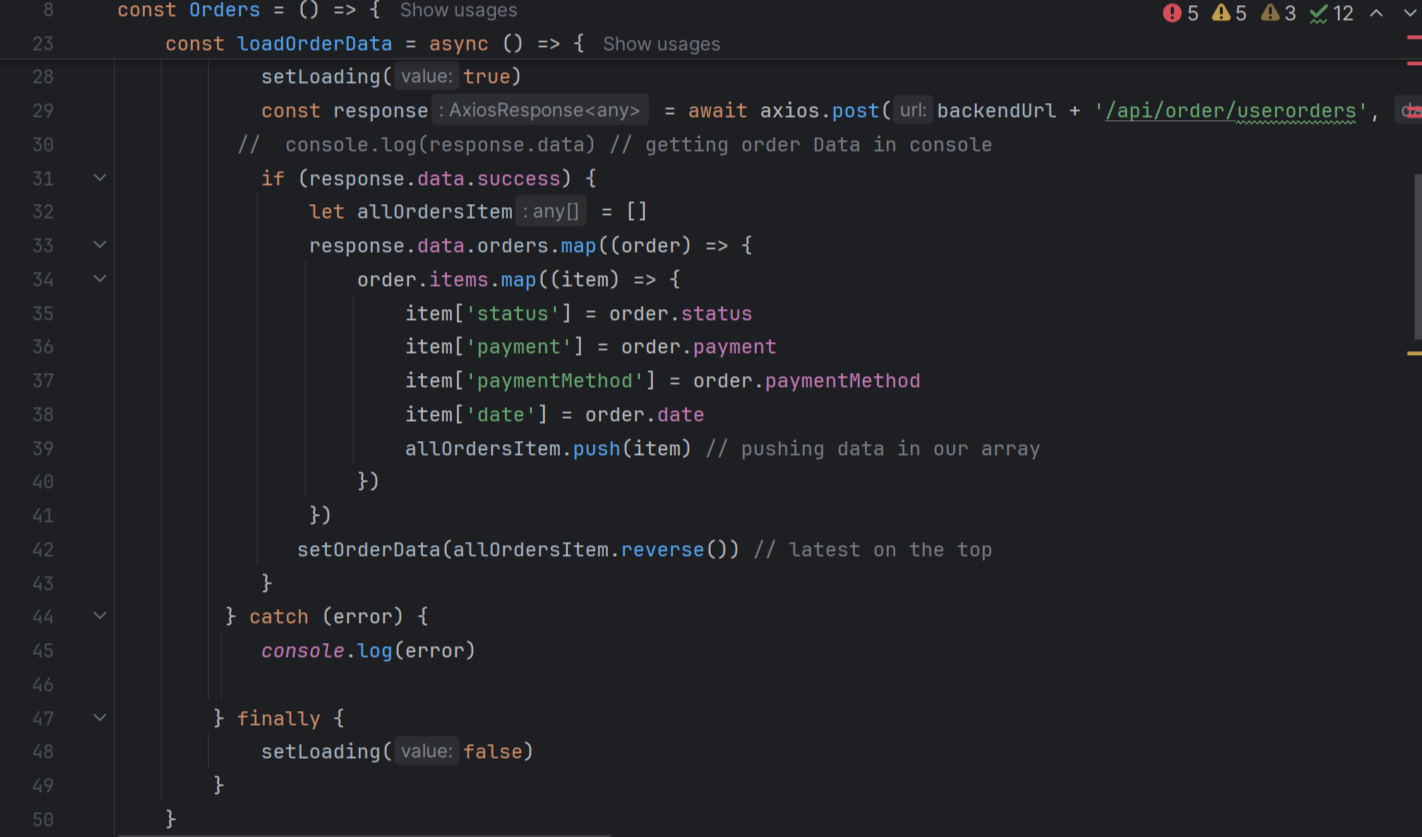 8 const Orders = () => { Show usages 5 5 3 12
23 const loadOrderData = async () => { Show usages
28 setLoading( value: true)
29 const response : AxiosResponse<any> = await axios.post( url: backendUrl + '/api/order/userorders',
30 // console.log(response.data) // getting order Data in console
31 if (response.data.success) {
32 let allOrdersItem : any[] = []
33 response.data.orders.map((order) => {
34 order.items.map((item) => {
35 item['status'] = order.status
36 item['payment'] = order.payment
37 item['paymentMethod'] = order.paymentMethod
38 item['date'] = order.date
39 allOrdersItem.push(item) // pushing data in our array
40 })
41 })
42 setOrderData(allOrdersItem.reverse()) // latest on the top
43 }
44 } catch (error) {
45 console.log(error)
46
47 } finally {
48 setLoading( value: false)
49 }
50 }